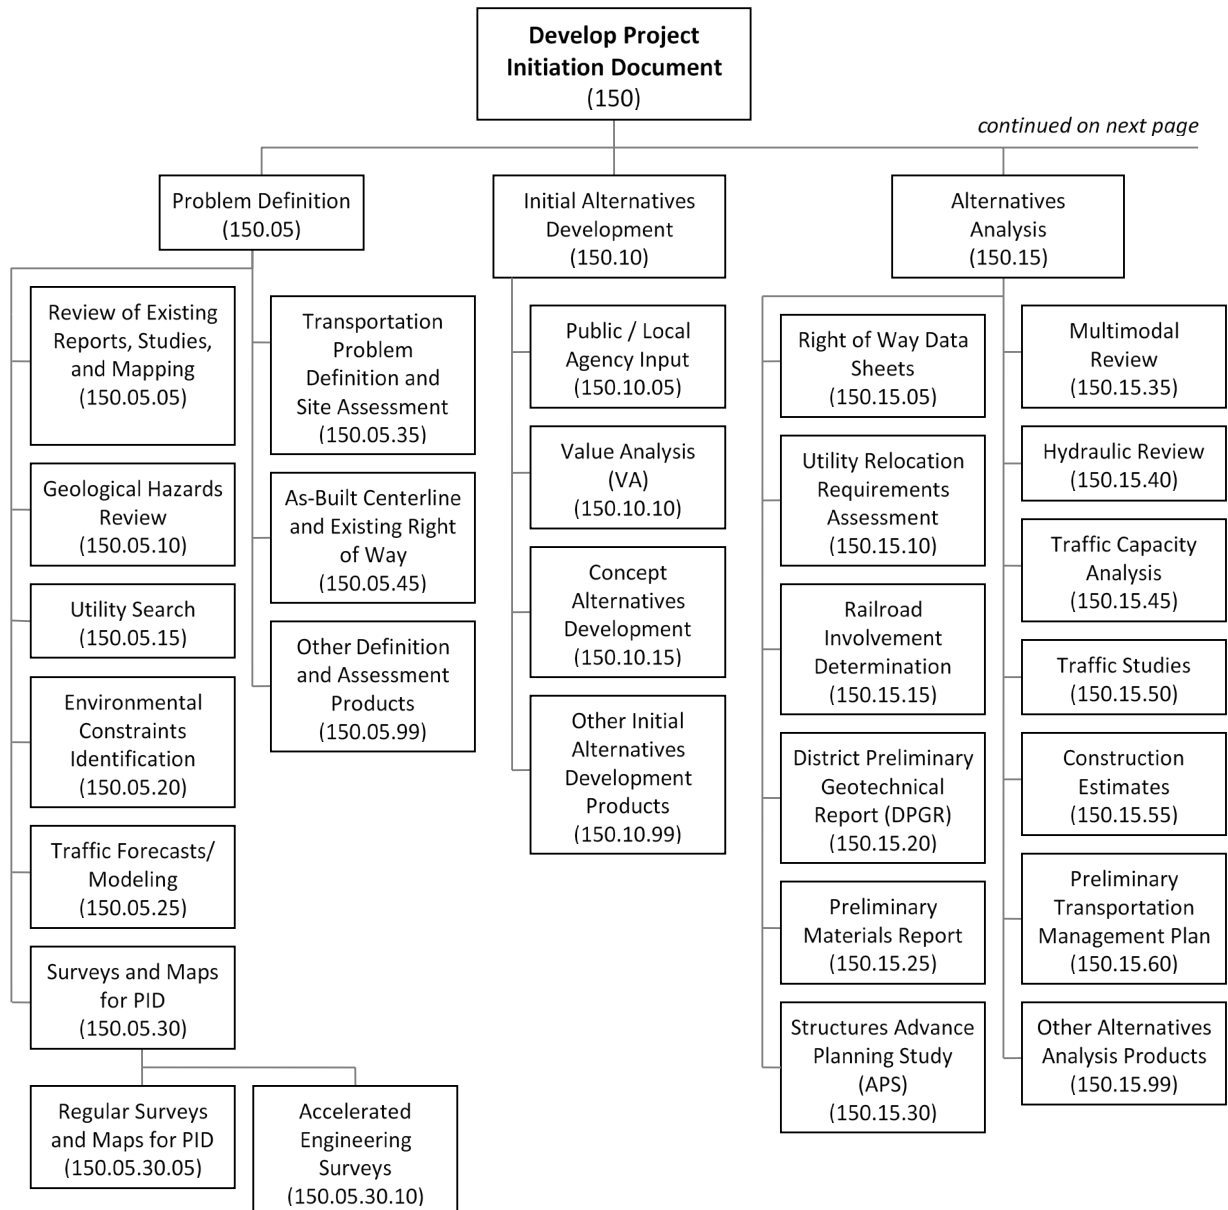 Develop Project
Initiation Document
(150)
continued on next page
Problem Definition
(150.05)
Review of Existing
Reports, Studies,
and Mapping
(150.05.05)
Geological Hazards
Review
(150.05.10)
Utility Search
(150.05.15)
Environmental
Constraints
Identification
(150.05.20)
Traffic Forecasts/
Modeling
(150.05.25)
Surveys and Maps
for PID
(150.05.30)
Regular Surveys
and Maps for PID
(150.05.30.05)
Accelerated
Engineering
Surveys
(150.05.30.10)
Transportation
Problem
Definition and
Site Assessment
(150.05.35)
As-Built Centerline
and Existing Right
of Way
(150.05.45)
Other Definition
and Assessment
Products
(150.05.99)
Initial Alternatives
Development
(150.10)
Public / Local
Agency Input
(150.10.05)
Value Analysis
(VA)
(150.10.10)
Concept
Alternatives
Development
(150.10.15)
Other Initial
Alternatives
Development
Products
(150.10.99)
Alternatives
Analysis
(150.15)
Right of Way Data
Sheets
(150.15.05)
Utility Relocation
Requirements
Assessment
(150.15.10)
Railroad
Involvement
Determination
(150.15.15)
District Preliminary
Geotechnical
Report (DPGR)
(150.15.20)
Preliminary
Materials Report
(150.15.25)
Structures Advance
Planning Study
(APS)
(150.15.30)
Multimodal
Review
(150.15.35)
Hydraulic Review
(150.15.40)
Traffic Capacity
Analysis
(150.15.45)
Traffic Studies
(150.15.50)
Construction
Estimates
(150.15.55)
Preliminary
Transportation
Management Plan
(150.15.60)
Other Alternatives
Analysis Products
(150.15.99)